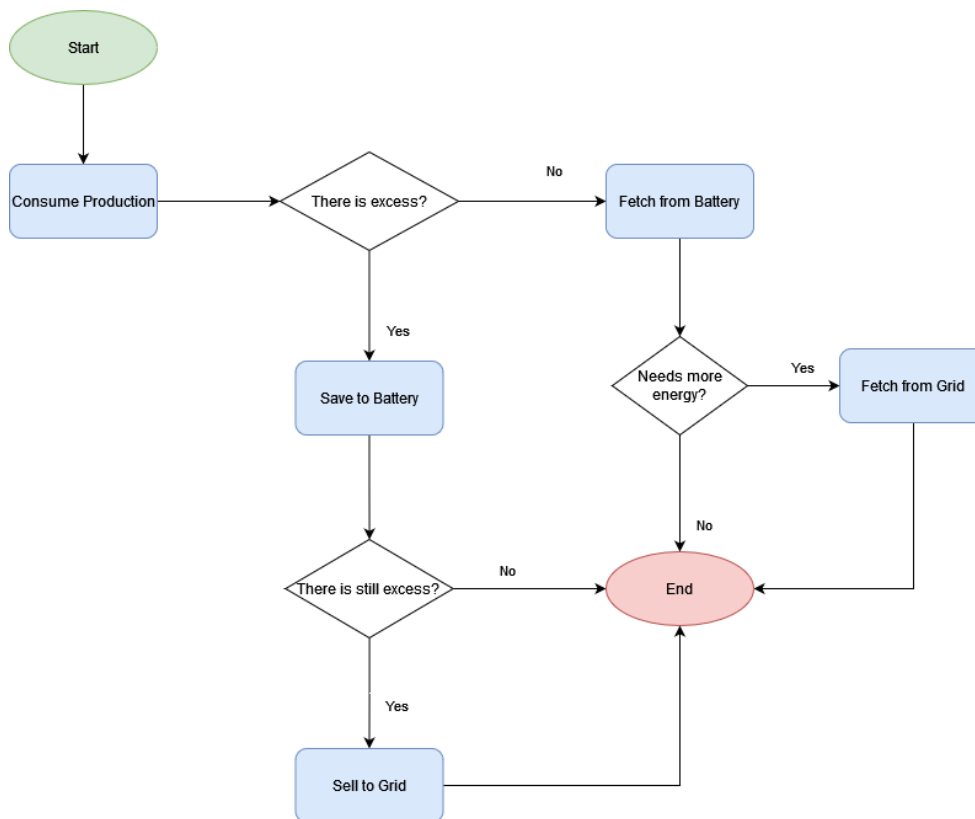 Start
Consume Production
There is excess?
No
Fetch from Battery
Yes
Save to Battery
Needs more
energy?
Yes
Fetch from Grid
No
There is still excess?
No
End
Yes
Sell to Grid